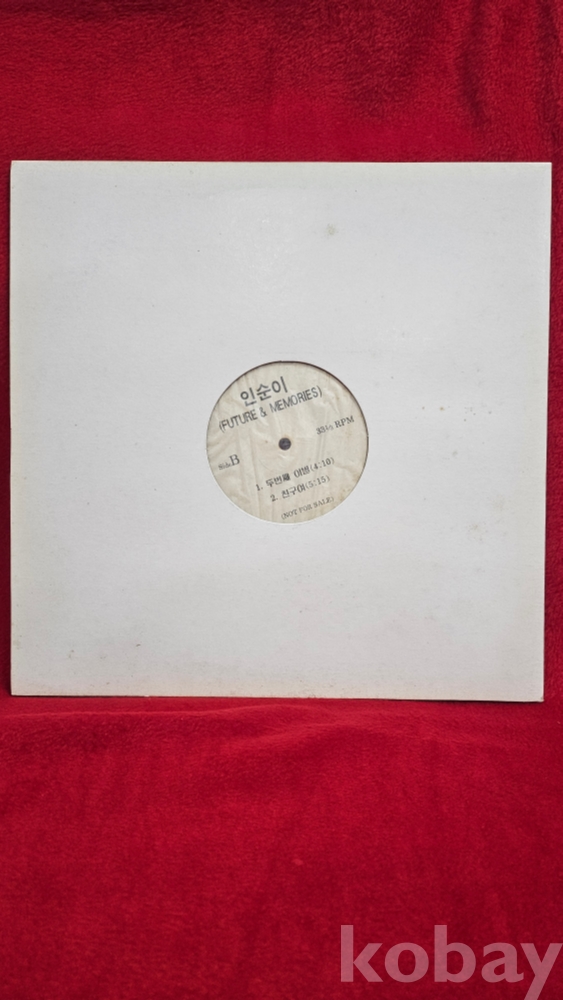 인순이
(FUTURE & MEMORIES)
33⅓ RPM
Side B
1. 두번째 이별(4:10)
2. 친구여(5:15)
(NOT FOR SALE)
kobay